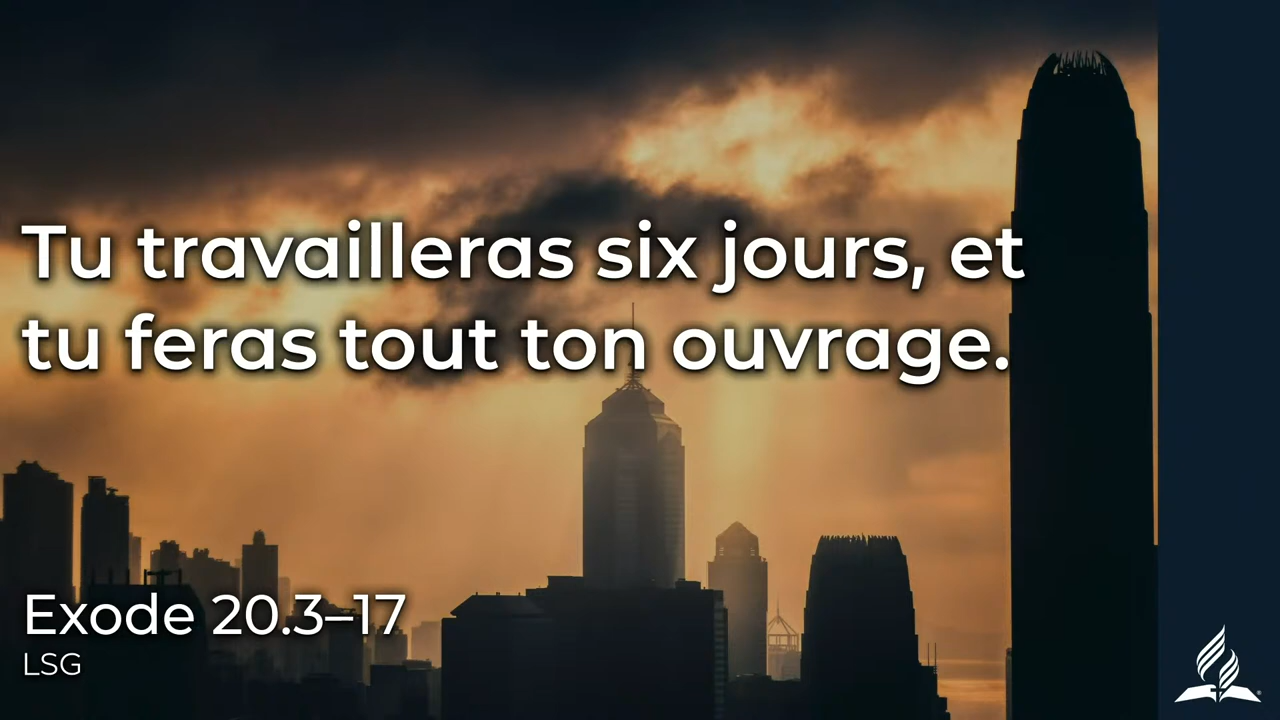 Tu travailleras six jours, et
tu feras tout ton ouvrage.
Exode 20.3–17
LSG